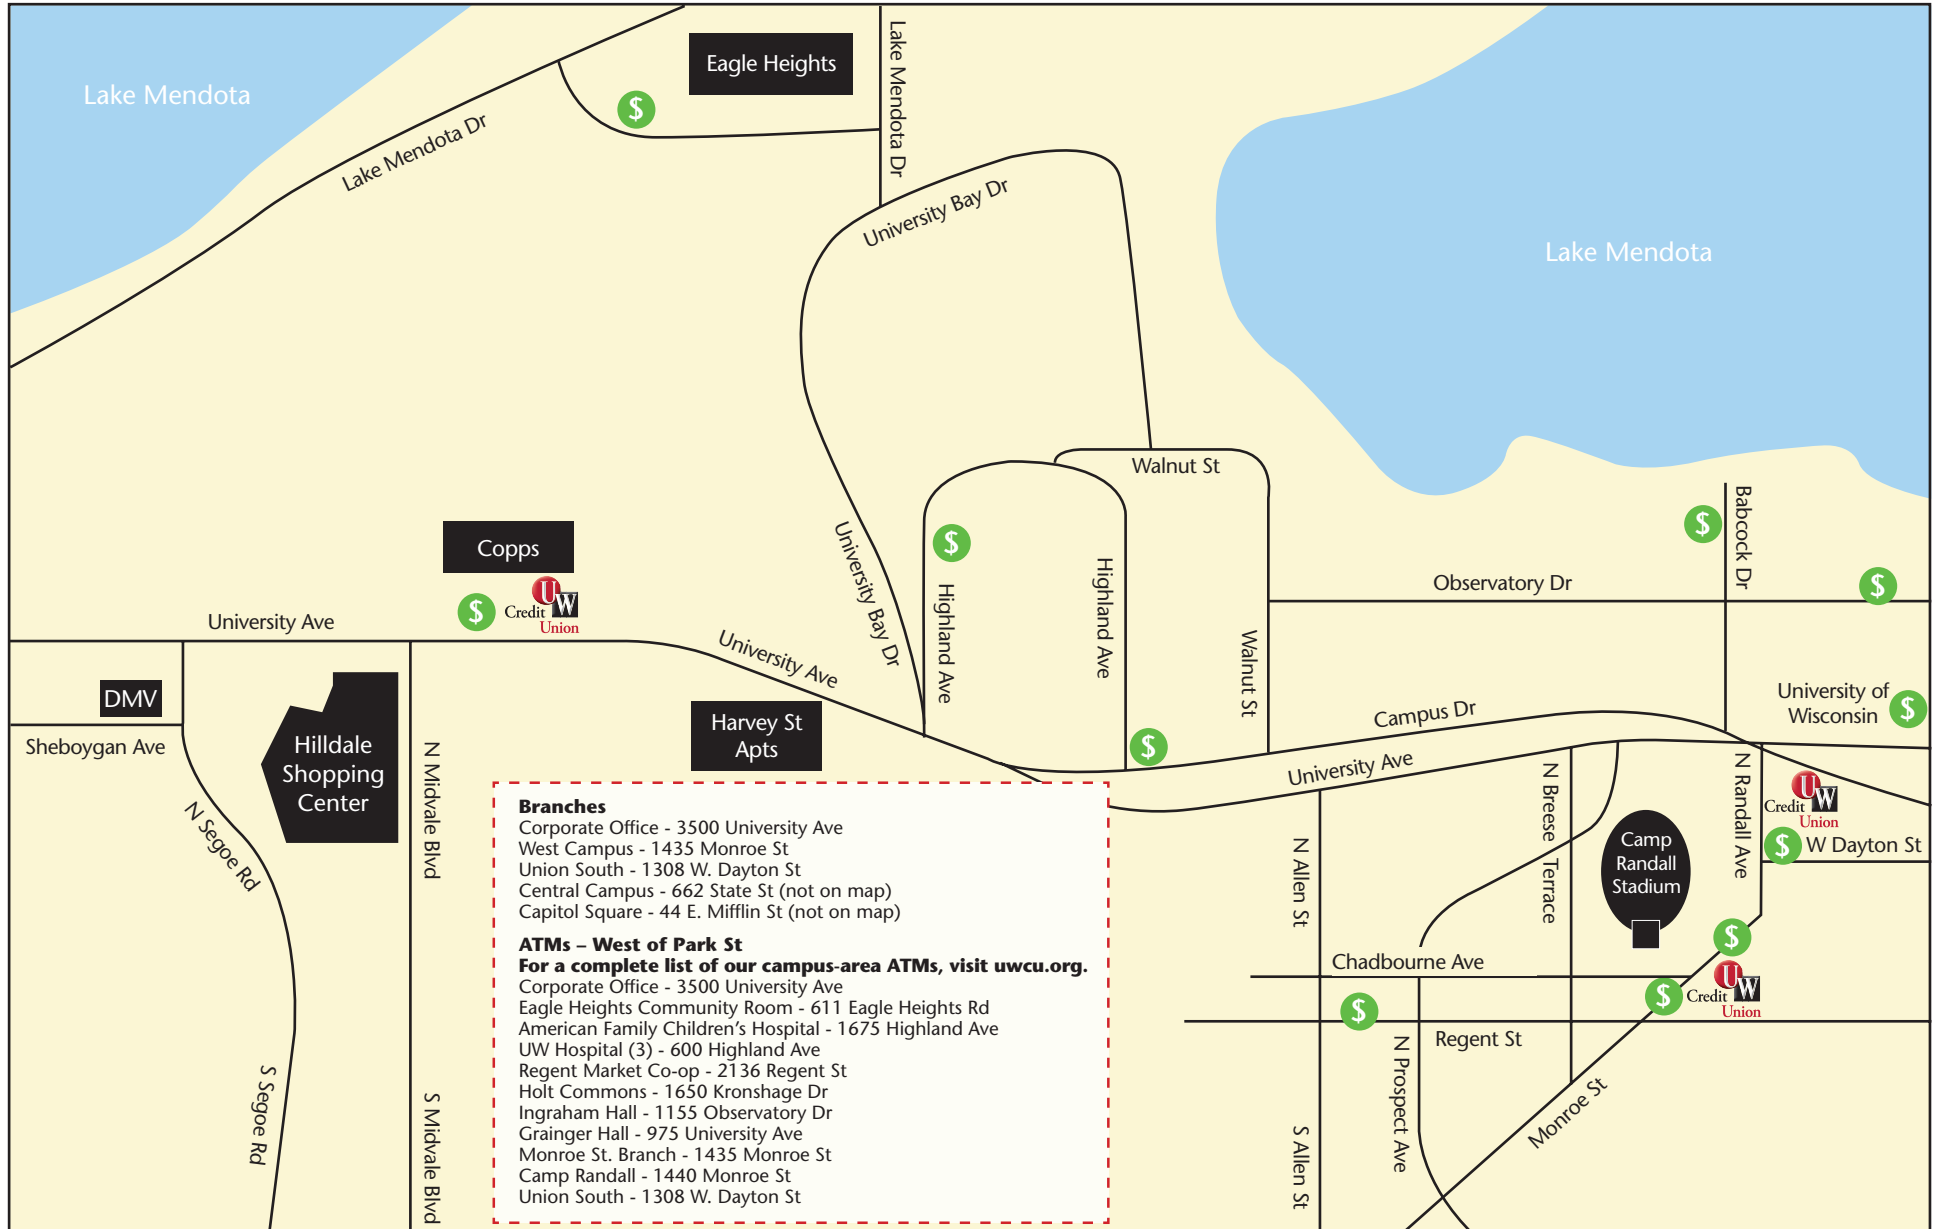 Lake Mendota
Eagle Heights
Lake Mendota Dr
$
Lake Mendota Dr
University Bay Dr
Lake Mendota
Walnut St
Copps
$
UW
Credit
Union
University Ave
University Ave
University Bay Dr
$
Highland Ave
Highland Ave
Walnut St
$
Babcock Dr
Observatory Dr
$
University of
Wisconsin
$
DMV
Sheboygan Ave
Hilldale
Shopping
Center
N Midvale Blvd
N Segoe Rd
Harvey St
Apts
$
Campus Dr
University Ave
N Breese Terrace
N Randall Ave
UW
Credit
Union
$ W Dayton St
Camp
Randall
Stadium
N Allen St
$
Chadbourne Ave
$
UW
Credit
Union
$
Regent St
N Prospect Ave
Monroe St
S Allen St
S Segoe Rd
S Midvale Blvd
Branches
Corporate Office - 3500 University Ave
West Campus - 1435 Monroe St
Union South - 1308 W. Dayton St
Central Campus - 662 State St (not on map)
Capitol Square - 44 E. Mifflin St (not on map)
ATMs – West of Park St
For a complete list of our campus-area ATMs, visit uwcu.org.
Corporate Office - 3500 University Ave
Eagle Heights Community Room - 611 Eagle Heights Rd
American Family Children's Hospital - 1675 Highland Ave
UW Hospital (3) - 600 Highland Ave
Regent Market Co-op - 2136 Regent St
Holt Commons - 1650 Kronshage Dr
Ingraham Hall - 1155 Observatory Dr
Grainger Hall - 975 University Ave
Monroe St. Branch - 1435 Monroe St
Camp Randall - 1440 Monroe St
Union South - 1308 W. Dayton St